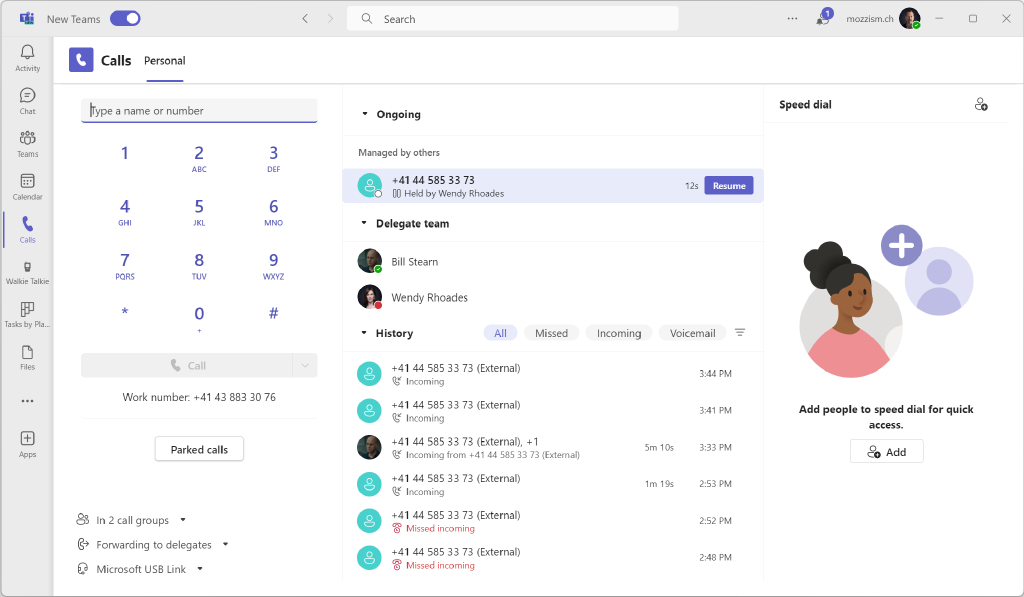 New Teams
Search
1
mozzism.ch
Activity
Chat
Teams
Calendar
Calls
Walkie Talkie
Tasks by Pla...
Files
Apps
Calls
Personal
Type a name or number
1
2
ABC
3
DEF
4
GHI
5
JKL
6
MNO
7
PQRS
8
TUV
9
WXYZ
*
0
+
#
Call
Work number: +41 43 883 30 76
Parked calls
In 2 call groups
Forwarding to delegates
Microsoft USB Link
Ongoing
Managed by others
+41 44 585 33 73
Held by Wendy Rhoades
12s
Resume
Delegate team
Bill Stearn
Wendy Rhoades
History
All
Missed
Incoming
Voicemail
+41 44 585 33 73 (External)
Incoming
3:44 PM
+41 44 585 33 73 (External)
Incoming
3:41 PM
+41 44 585 33 73 (External), +1
Incoming from +41 44 585 33 73 (External)
5m 10s
3:33 PM
+41 44 585 33 73 (External)
Incoming
1m 19s
2:53 PM
+41 44 585 33 73 (External)
Missed incoming
2:52 PM
+41 44 585 33 73 (External)
Missed incoming
2:48 PM
Speed dial
Add people to speed dial for quick
access.
Add